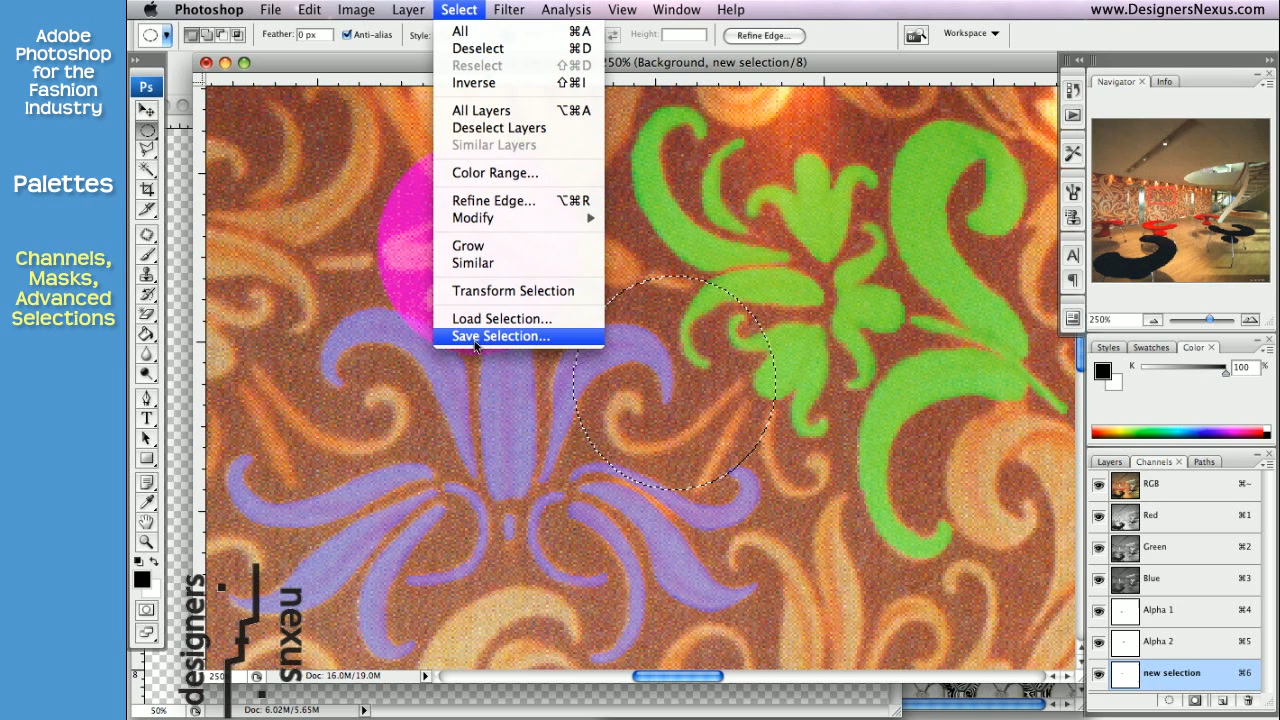 Adobe
Photoshop
for the
Fashion
Industry
Palettes
Channels,
Masks,
Advanced
Selections
Photoshop File Edit Image Layer Select Filter Analysis View Window Help
www.DesignersNexus.com
Feather: 0 px Anti-alias Style: Height: Refine Edge... Br Workspace
250% (Background, new selection/8)
All ⌘A
Deselect ⌘D
Reselect ⇧⌘D
Inverse ⇧⌘I
All Layers ⌥⌘A
Deselect Layers
Similar Layers
Color Range...
Refine Edge... ⌥⌘R
Modify
Grow
Similar
Transform Selection
Load Selection...
Save Selection...
Ps
T
Navigator × Info
250%
Styles Swatches Color ×
K 100 %
Layers Channels × Paths
RGB ⌘~
Red ⌘1
Green ⌘2
Blue ⌘3
Alpha 1 ⌘4
Alpha 2 ⌘5
new selection ⌘6
designers
nexus
250 Doc: 16.0M/19.0M
8
50% Doc: 6.02M/5.65M